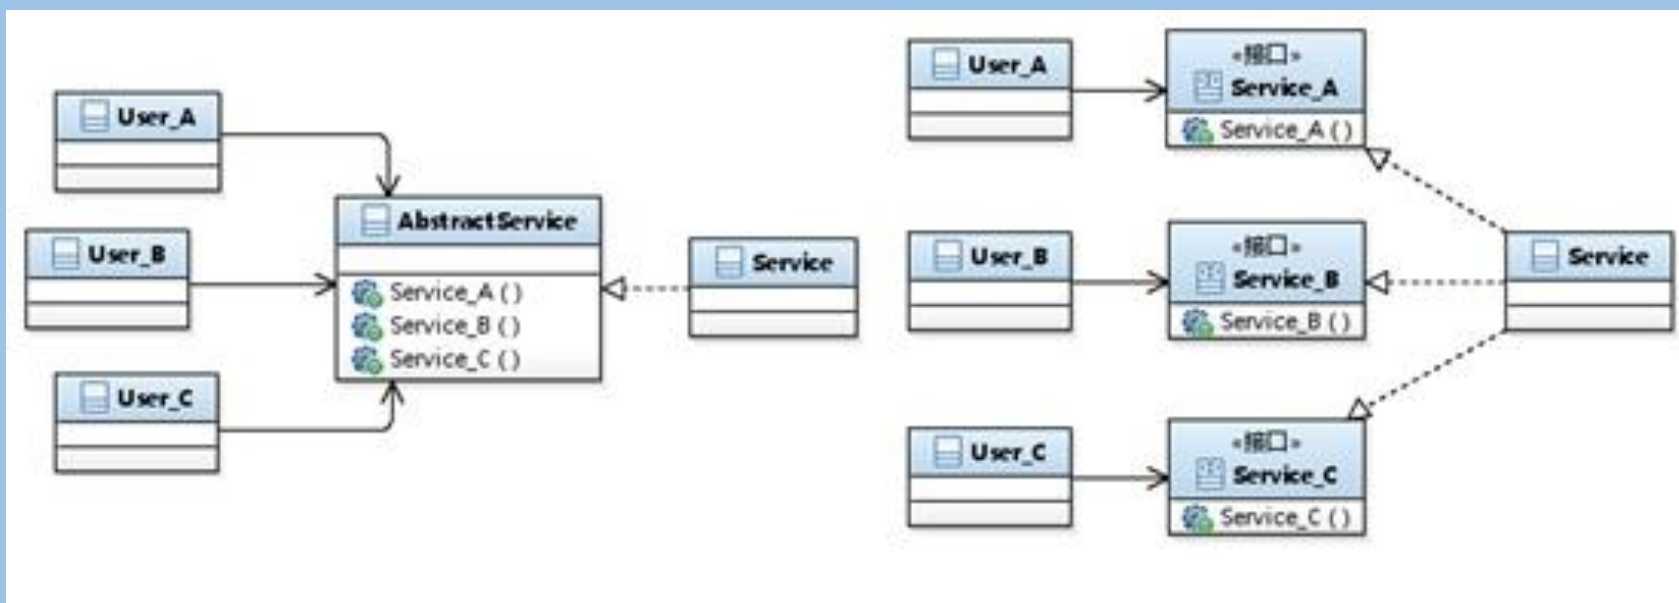 User_A
User_B
User_C
AbstractService
Service_A ( )
Service_B ( )
Service_C ( )
Service
User_A
«接口»
Service_A
Service_A ( )
User_B
«接口»
Service_B
Service_B ( )
Service
User_C
«接口»
Service_C
Service_C ( )